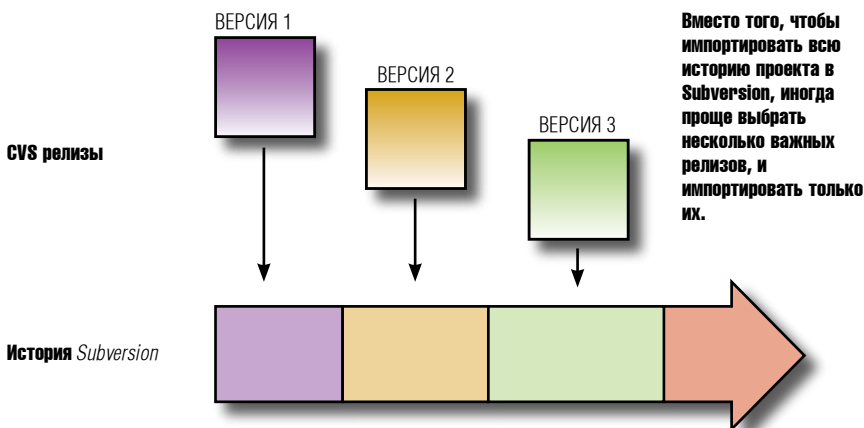 ВЕРСИЯ 1
ВЕРСИЯ 2
ВЕРСИЯ 3
Вместо того, чтобы
импортировать всю
историю проекта в
Subversion, иногда
проще выбрать
несколько важных
релизов, и
импортировать только
их.
CVS релизы
История Subversion